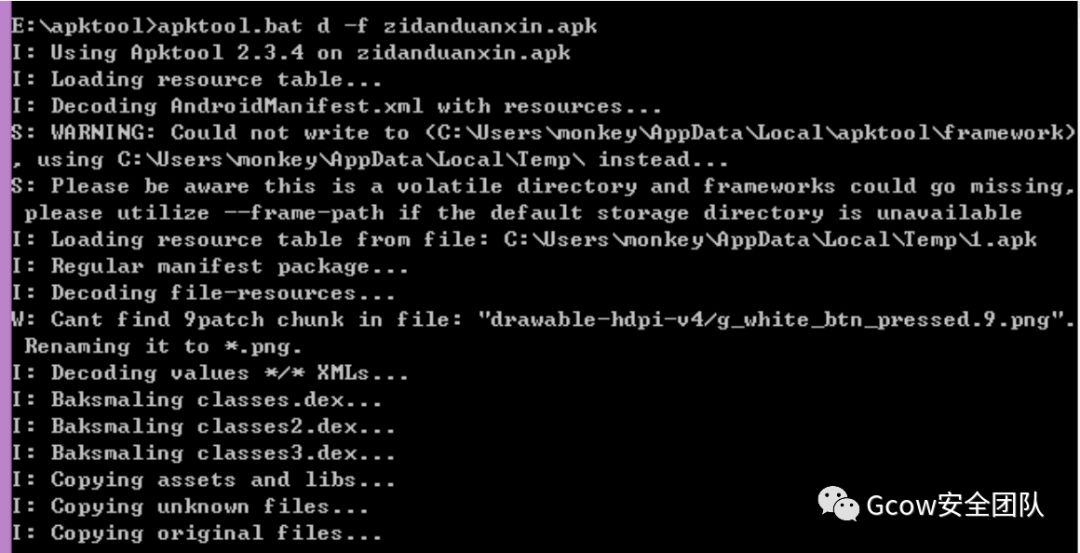 E:\apktool>apktool.bat d -f zidanduanxin.apk
I: Using Apktool 2.3.4 on zidanduanxin.apk
I: Loading resource table...
I: Decoding AndroidManifest.xml with resources...
S: WARNING: Could not write to (C:\Users\monkey\AppData\Local\apktool\framework)
, using C:\Users\monkey\AppData\Local\Temp\ instead...
S: Please be aware this is a volatile directory and frameworks could go missing,
please utilize --frame-path if the default storage directory is unavailable
I: Loading resource table from file: C:\Users\monkey\AppData\Local\Temp\1.apk
I: Regular manifest package...
I: Decoding file-resources...
W: Cant find 9patch chunk in file: "drawable-hdpi-v4/g_white_btn_pressed.9.png".
Renaming it to *.png.
I: Decoding values */* XMLs...
I: Baksmaling classes.dex...
I: Baksmaling classes2.dex...
I: Baksmaling classes3.dex...
I: Copying assets and libs...
I: Copying unknown files...
I: Copying original files...
Gcow安全团队